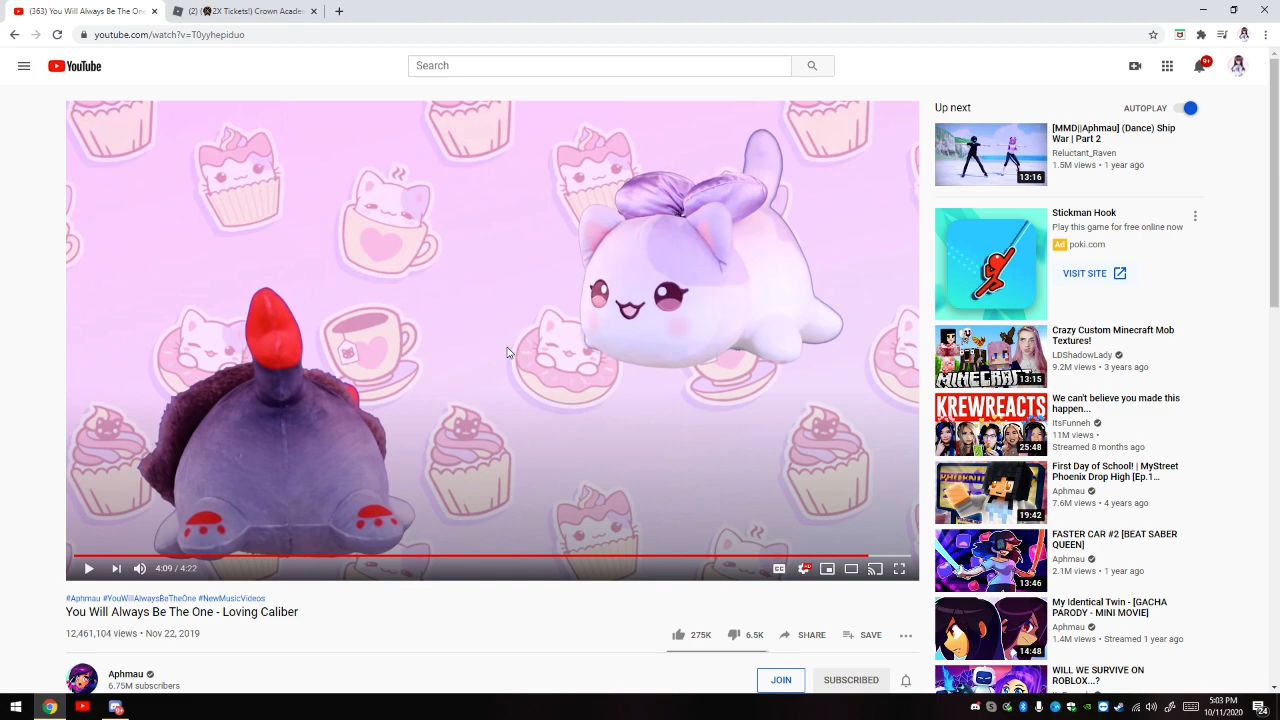 (363) You Will Always Be The One
(2) (2X Tickets!) Crown Acade
youtube.com/watch?v=T0yyhepiduo
YouTube
Search
9+
Up next
AUTOPLAY
[MMD||Aphmau] (Dance) Ship
War | Part 2
Reluctant_Raven
1.5M views • 1 year ago
13:16
Stickman Hook
Play this game for free online now
Ad poki.com
VISIT SITE
Crazy Custom Minecraft Mob
Textures!
LDShadowLady
9.2M views • 3 years ago
MINECRAFT
13:15
We can't believe you made this
happen...
ItsFunneh
11M views •
Streamed 8 months ago
KREWREACTS
25:48
First Day of School! | MyStreet
Phoenix Drop High [Ep.1...
Aphmau
7.6M views • 4 years ago
19:42
FASTER CAR #2 [BEAT SABER
QUEEN]
Aphmau
2.1M views • 1 year ago
13:46
My Identical Twin - [GACHA
PARODY - MINI MOVIE]
Aphmau
1.4M views • Streamed 1 year ago
14:48
WILL WE SURVIVE ON
ROBLOX...?
4:09 / 4:22
CC
HD
#Aphmau #YouWillAlwaysBeTheOne #NewMusicVideos
You Will Always Be The One - Loving Caliber
12,461,104 views • Nov 22, 2019
275K
6.5K
SHARE
SAVE
Aphmau
6.75M subscribers
JOIN
SUBSCRIBED
5:03 PM
10/11/2020
24